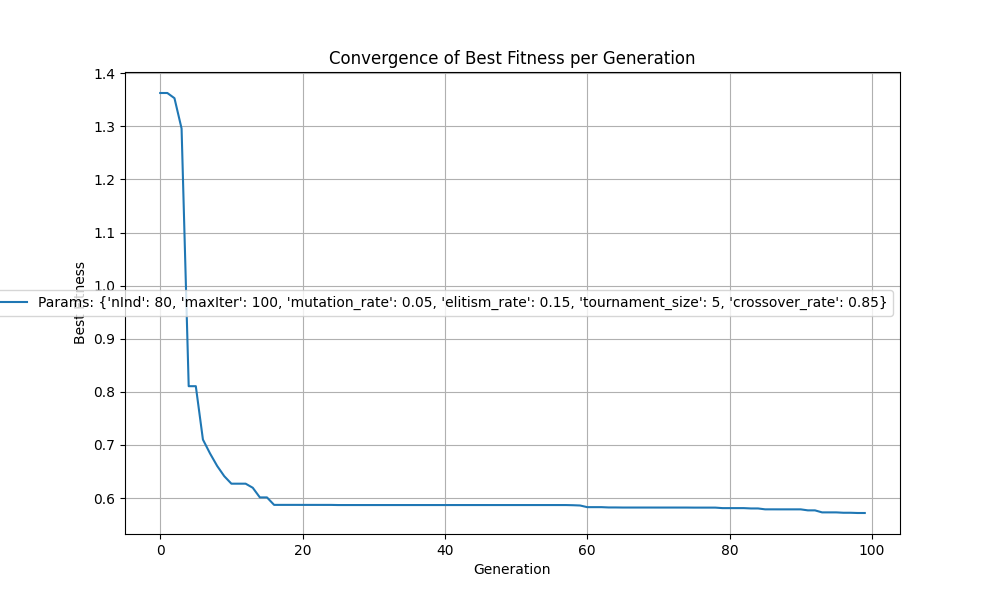 Convergence of Best Fitness per Generation
1.4
1.3
1.2
1.1
1.0
0.9
0.8
0.7
0.6
Best
ness
Params: {'nInd': 80, 'maxIter': 100, 'mutation_rate': 0.05, 'elitism_rate': 0.15, 'tournament_size': 5, 'crossover_rate': 0.85}
0 20 40 60 80 100
Generation